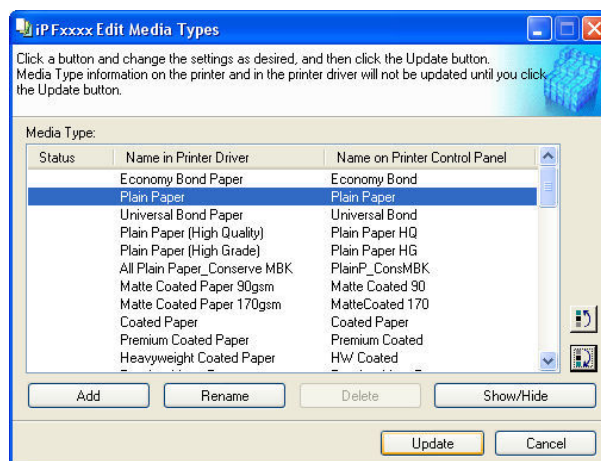 iPFxxxx Edit Media Types
Click a button and change the settings as desired, and then click the Update button.
Media Type information on the printer and in the printer driver will not be updated until you click
the Update button.
Media Type:
Status Name in Printer Driver Name on Printer Control Panel
Economy Bond Paper Economy Bond
Plain Paper Plain Paper
Universal Bond Paper Universal Bond
Plain Paper (High Quality) Plain Paper HQ
Plain Paper (High Grade) Plain Paper HG
All Plain Paper_Conserve MBK PlainP_ConsMBK
Matte Coated Paper 90gsm Matte Coated 90
Matte Coated Paper 170gsm MatteCoated 170
Coated Paper Coated Paper
Premium Coated Paper Premium Coated
Heavyweight Coated Paper HW Coated
Add Rename Delete Show/Hide
Update Cancel